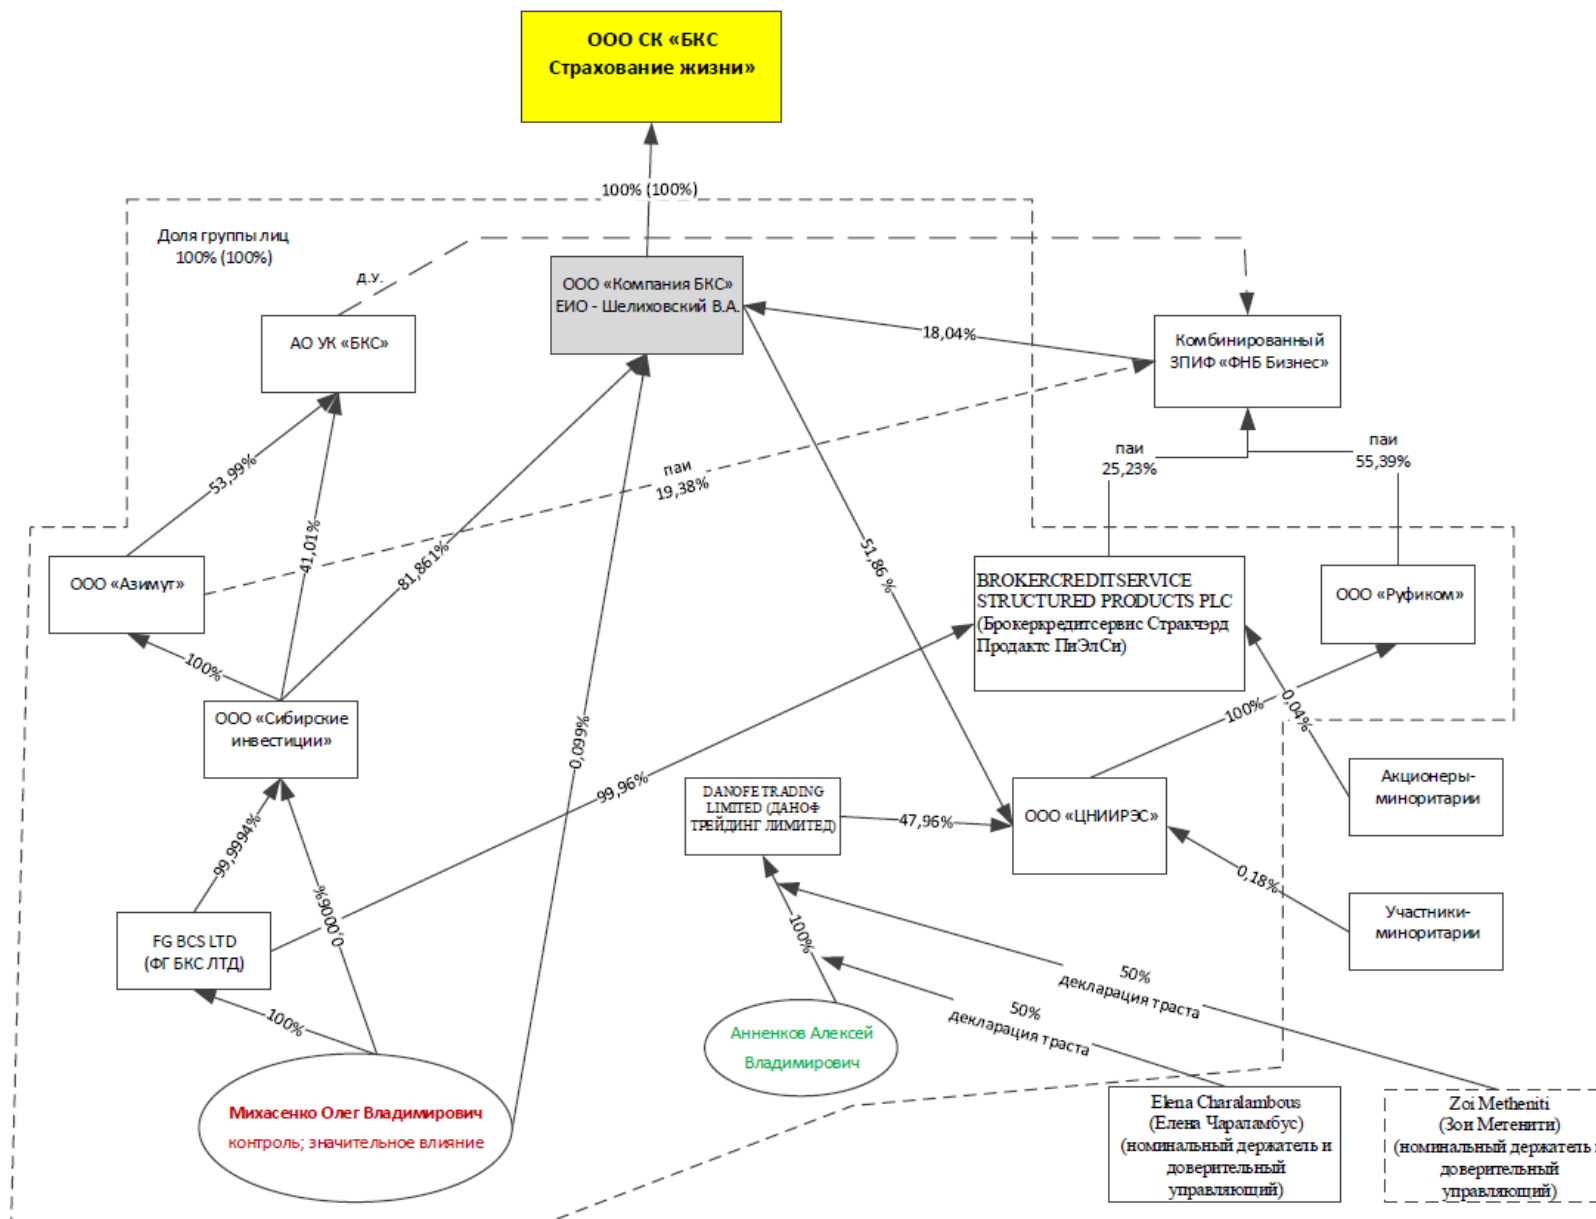 ООО СК «БКС
Страхование жизни»
100% (100%)
Доля группы лиц
100% (100%)
д.у.
ООО «Компания БКС»
ЕИО - Шелиховский В.А.
АО УК «БКС»
18,04%
Комбинированный
ЗПИФ «ФНБ Бизнес»
паи
25,23%
паи
55,39%
53,99%
паи
19,38%
41,01%
81,861%
51,86 %
ООО «Азимут»
BROKERCREDITSERVICE
STRUCTURED PRODUCTS PLC
(Брокеркредитсервис Стракчэрд
Продактс ПиЭлСи)
ООО «Руфиком»
100%
ООО «Сибирские
инвестиции»
0,099%
100%
0,04%
99,96%
DANOFE TRADING
LIMITED (ДАНОФ
ТРЕЙДИНГ ЛИМИТЕД)
47,96%
ООО «ЦНИИРЭС»
Акционеры-
миноритарии
99,9994%
0,0006%
0,18%
Участники-
миноритарии
FG BCS LTD
(ФГ БКС ЛТД)
100%
50%
декларация траста
50%
декларация траста
100%
Анненков Алексей
Владимирович
Михасенко Олег Владимирович
контроль; значительное влияние
Elena Charalambous
(Елена Чараламбус)
(номинальный держатель и
доверительный
управляющий)
Zoi Metheniti
(Зои Метенити)
(номинальный держатель
доверительный
управляющий)